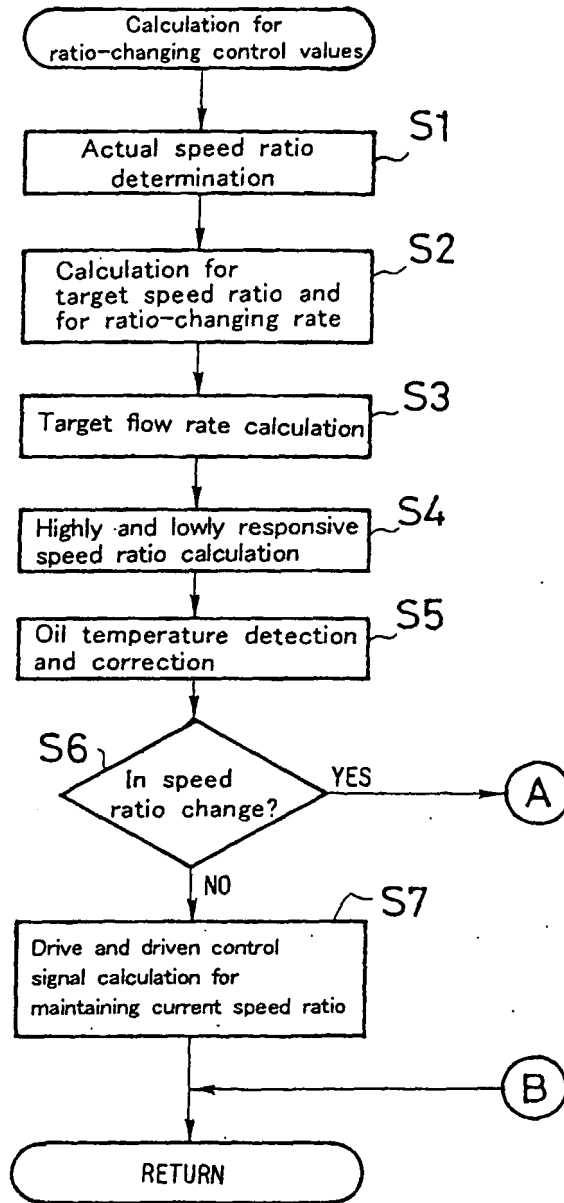 Calculation for
ratio-changing control values
S1
Actual speed ratio
determination
S2
Calculation for
target speed ratio and
for ratio-changing rate
S3
Target flow rate calculation
S4
Highly and lowly responsive
speed ratio calculation
S5
Oil temperature detection
and correction
S6
In speed
ratio change?
YES
A
NO
S7
Drive and driven control
signal calculation for
maintaining current speed ratio
B
RETURN